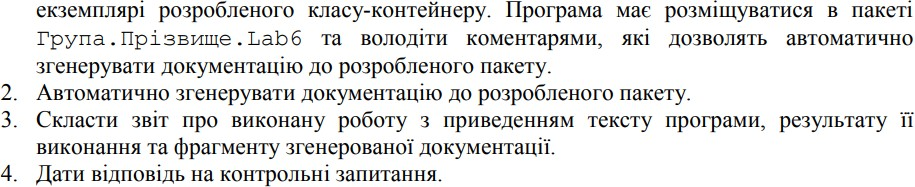 екземплярі розробленого класу-контейнеру. Програма має розміщуватися в пакеті
Група.Прізвище.Lab6 та володіти коментарями, які дозволять автоматично
згенерувати документацію до розробленого пакету.
2. Автоматично згенерувати документацію до розробленого пакету.
3. Скласти звіт про виконану роботу з приведенням тексту програми, результату її
виконання та фрагменту згенерованої документації.
4. Дати відповідь на контрольні запитання.